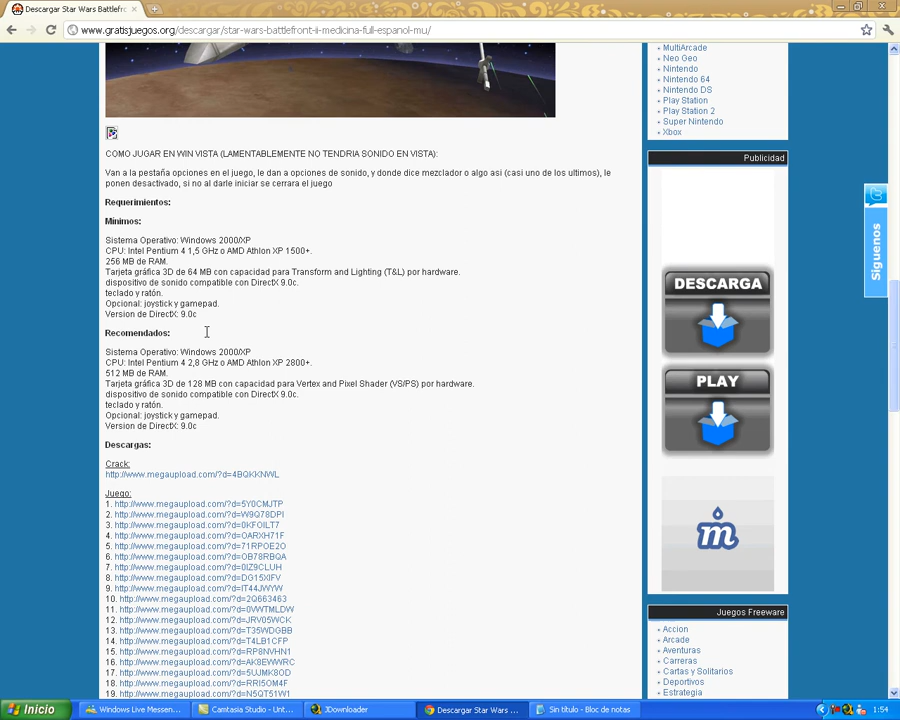 Descargar Star Wars Battlefr
www.gratisjuegos.org/descargar/star-wars-battlefront-ii-medicina-full-espanol-mu/
COMO JUGAR EN WIN VISTA (LAMENTABLEMENTE NO TENDRIA SONIDO EN VISTA):
Van a la pestaña opciones en el juego, le dan a opciones de sonido, y donde dice mezclador o algo asi (casi uno de los ultimos), le
ponen desactivado, si no al darle iniciar se cerrara el juego
Requerimientos:
Mínimos:
Sistema Operativo: Windows 2000/XP
CPU: Intel Pentium 4 1,5 GHz o AMD Athlon XP 1500+.
256 MB de RAM.
Tarjeta gráfica 3D de 64 MB con capacidad para Transform and Lighting (T&L) por hardware.
dispositivo de sonido compatible con DirectX 9.0c.
teclado y ratón.
Opcional: joystick y gamepad.
Version de DirectX: 9.0c
Recomendados:
Sistema Operativo: Windows 2000/XP
CPU: Intel Pentium 4 2,8 GHz o AMD Athlon XP 2800+.
512 MB de RAM.
Tarjeta gráfica 3D de 128 MB con capacidad para Vertex and Pixel Shader (VS/PS) por hardware.
dispositivo de sonido compatible con DirectX 9.0c.
teclado y ratón.
Opcional: joystick y gamepad.
Version de DirectX: 9.0c
Descargas:
Crack:
http://www.megaupload.com/?d=4BQKKNWL
Juego:
1. http://www.megaupload.com/?d=5Y0CMJTP
2. http://www.megaupload.com/?d=W9Q78DPI
3. http://www.megaupload.com/?d=0KFOILT7
4. http://www.megaupload.com/?d=OARXH71F
5. http://www.megaupload.com/?d=71RPOE2O
6. http://www.megaupload.com/?d=OB78RBQA
7. http://www.megaupload.com/?d=0IZ9CLUH
8. http://www.megaupload.com/?d=DG15XIFV
9. http://www.megaupload.com/?d=IT44JWYW
10. http://www.megaupload.com/?d=2Q663463
11. http://www.megaupload.com/?d=0VWTMLDW
12. http://www.megaupload.com/?d=JRV05WCK
13. http://www.megaupload.com/?d=T35WDGBB
14. http://www.megaupload.com/?d=T4LB1CFP
15. http://www.megaupload.com/?d=RP8NVHN1
16. http://www.megaupload.com/?d=AK8EWWRC
17. http://www.megaupload.com/?d=5UJMK8OD
18. http://www.megaupload.com/?d=RRI5OM4F
19. http://www.megaupload.com/?d=N5QT51W1
MultiArcade
Neo Geo
Nintendo
Nintendo 64
Nintendo DS
Play Station
Play Station 2
Super Nintendo
Xbox
Publicidad
DESCARGA
PLAY
m
Juegos Freeware
Accion
Arcade
Aventuras
Carreras
Cartas y Solitarios
Deportivos
Estrategia
Siguenos
Inicio
Windows Live Messen...
Camtasia Studio - Unt...
JDownloader
Descargar Star Wars ...
Sin título - Bloc de notas
1:54